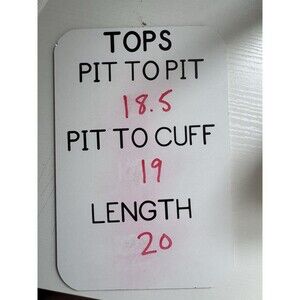 TOPS
PIT TO PIT
18.5
PIT TO CUFF
19
LENGTH
20